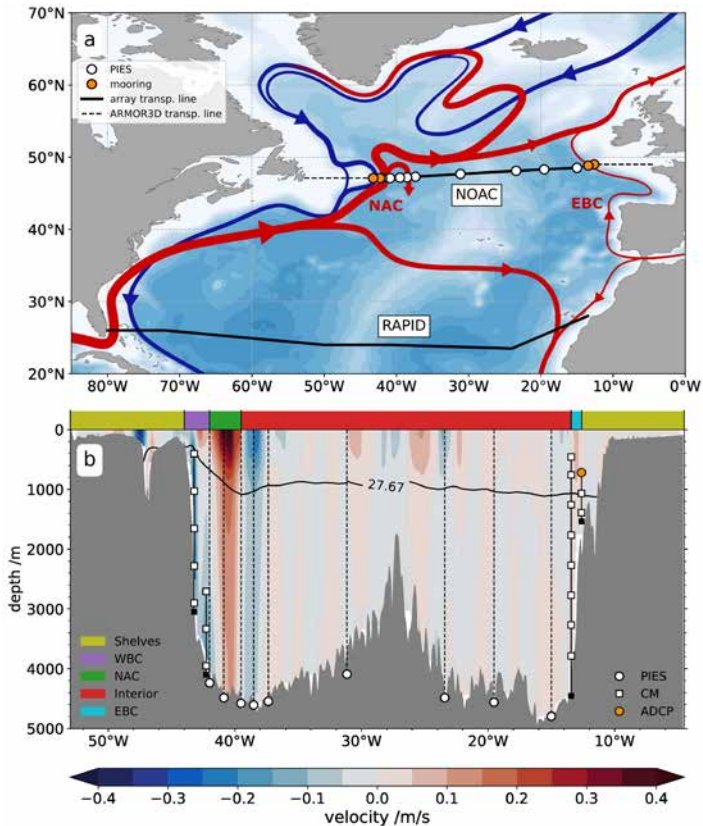 a
PIES
mooring
array transp. line
ARMOR3D transp. line
70°N
60°N
50°N
40°N
30°N
20°N
NAC
NOAC
EBC
RAPID
80°W 70°W 60°W 50°W 40°W 30°W 20°W 10°W 0°W
b
27.67
0
1000
2000
3000
4000
5000
depth /m
Shelves
WBC
NAC
Interior
EBC
PIES
CM
ADCP
50°W 40°W 30°W 20°W 10°W
−0.4 −0.3 −0.2 −0.1 0.0 0.1 0.2 0.3 0.4
velocity /m/s